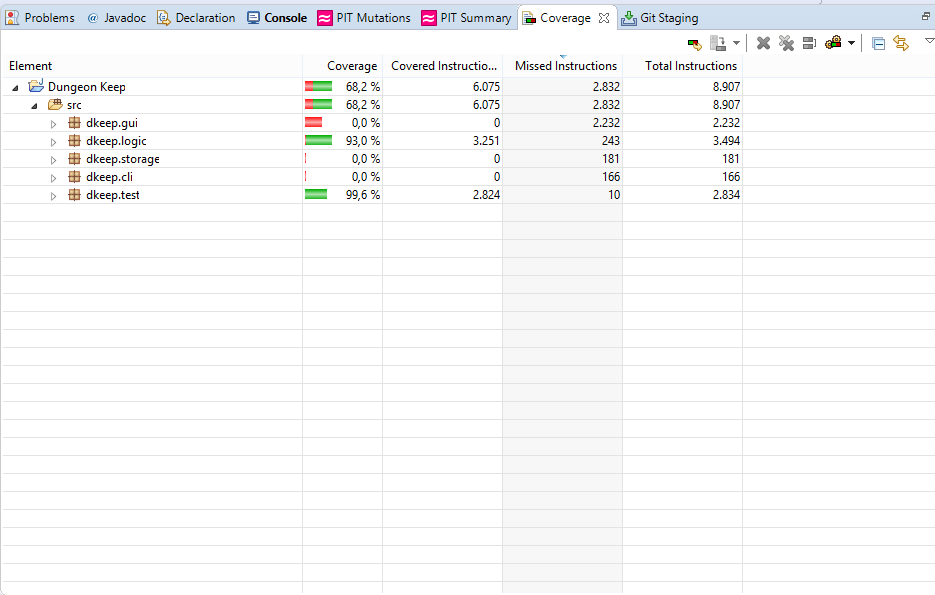 Problems @ Javadoc Declaration Console PIT Mutations PIT Summary Coverage Git Staging
Element Coverage Covered Instructio... Missed Instructions Total Instructions
Dungeon Keep 68,2 % 6.075 2.832 8.907
src 68,2 % 6.075 2.832 8.907
dkeep.gui 0,0 % 0 2.232 2.232
dkeep.logic 93,0 % 3.251 243 3.494
dkeep.storage 0,0 % 0 181 181
dkeep.cli 0,0 % 0 166 166
dkeep.test 99,6 % 2.824 10 2.834